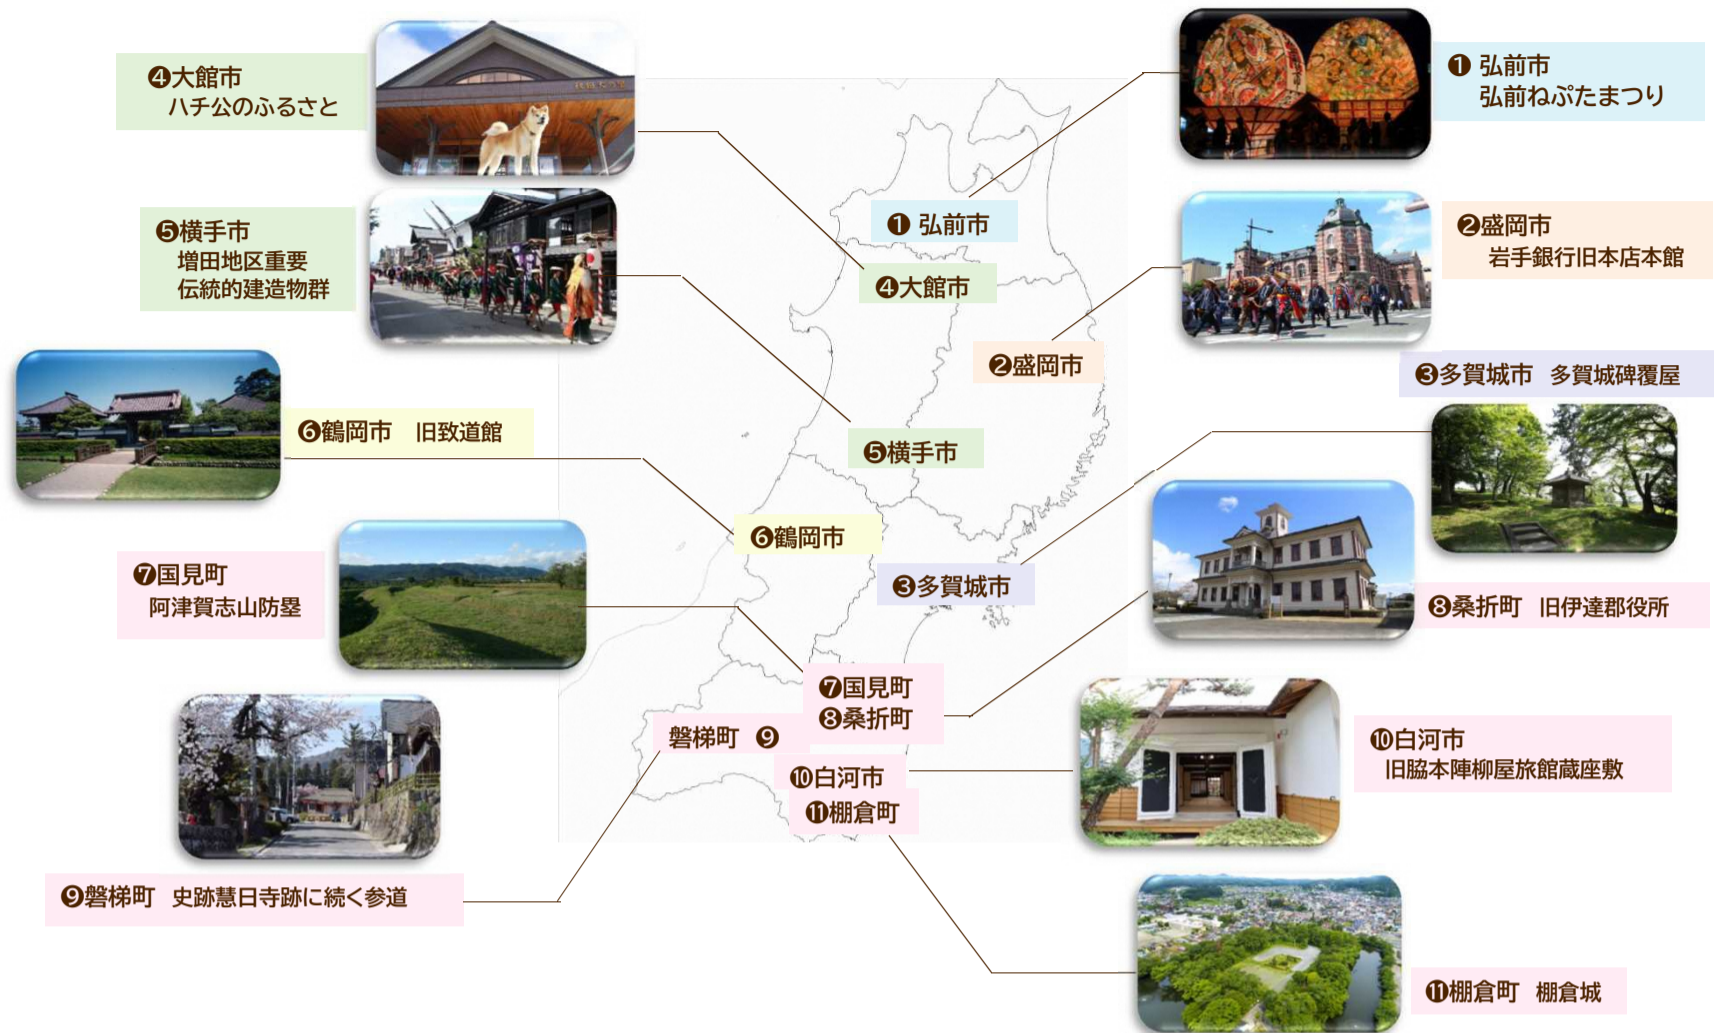 ❹大館市
ハチ公のふるさと
❶ 弘前市
弘前ねぷたまつり
❺横手市
増田地区重要
伝統的建造物群
❶ 弘前市
❷盛岡市
岩手銀行旧本店本館
❹大館市
❷盛岡市
❸多賀城市 多賀城碑覆屋
❻鶴岡市 旧致道館
❺横手市
❻鶴岡市
❼国見町
阿津賀志山防塁
❸多賀城市
❽桑折町 旧伊達郡役所
❼国見町
❽桑折町
磐梯町 ❾
❿白河市
旧脇本陣柳屋旅館蔵座敷
❿白河市
⓫棚倉町
❾磐梯町 史跡慧日寺跡に続く参道
⓫棚倉町 棚倉城